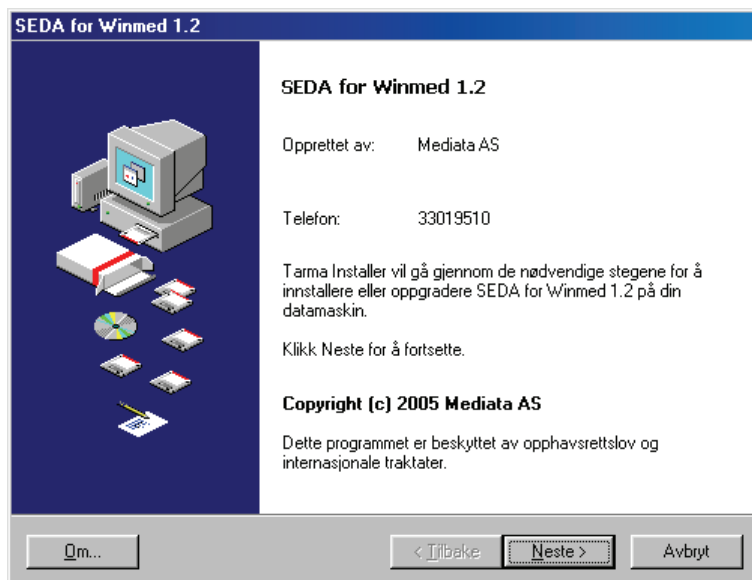 SEDA for Winmed 1.2
SEDA for Winmed 1.2
Opprettet av: Mediata AS
Telefon: 33019510
Tarma Installer vil gå gjennom de nødvendige stegene for å
innstallere eller oppgradere SEDA for Winmed 1.2 på din
datamaskin.
Klikk Neste for å fortsette.
Copyright (c) 2005 Mediata AS
Dette programmet er beskyttet av opphavsrettslov og
internasjonale traktater.
Om... < Tilbake Neste > Avbryt